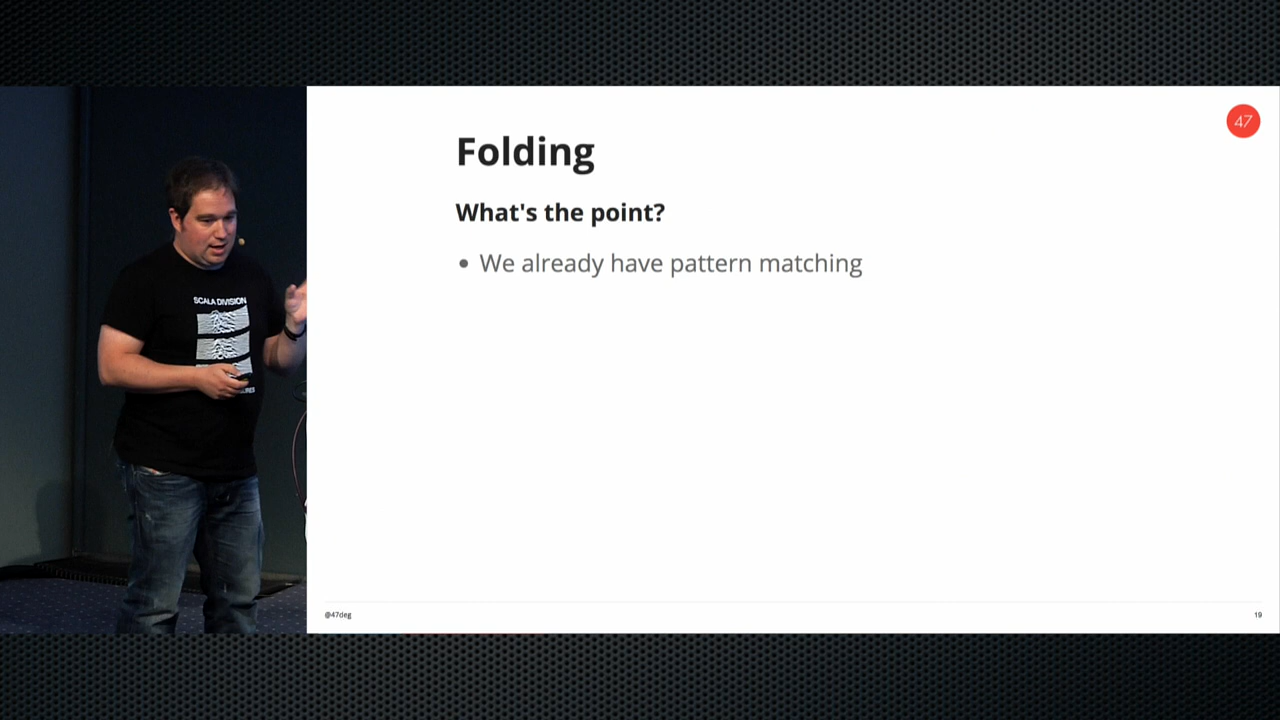 47
Folding
What's the point?
• We already have pattern matching
SCALA DIVISION
@47deg
19